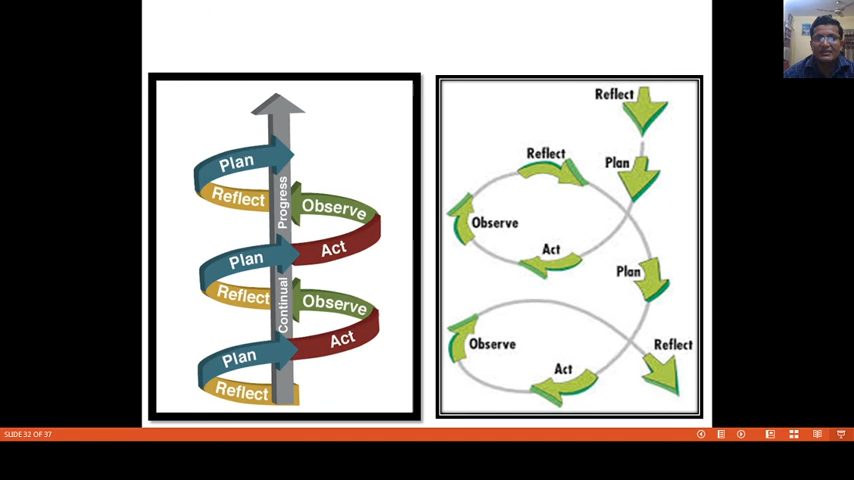 Plan
Reflect
Observe
Act
Plan
Reflect
Observe
Act
Plan
Reflect
Continual Progress
Reflect
Plan
Reflect
Observe
Act
Plan
Observe
Act
Reflect
SLIDE 32 OF 37